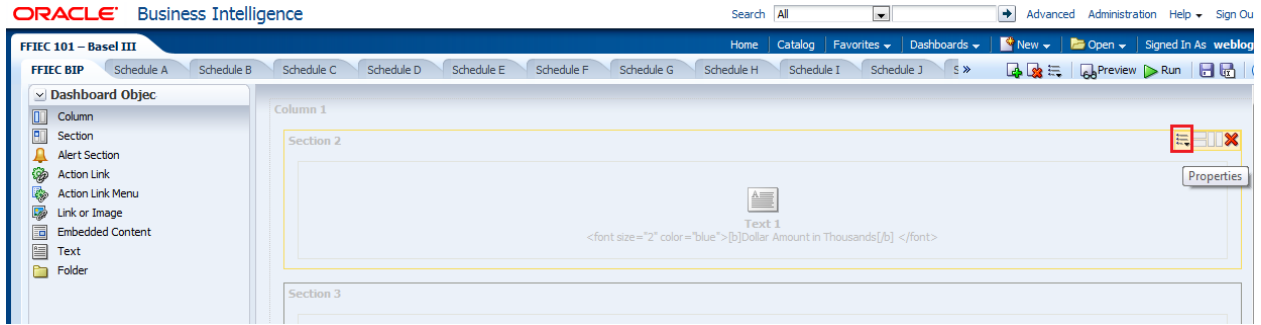 ORACLE Business Intelligence
Search All
Advanced Administration Help Sign Ou
FFIEC 101 – Basel III
Home Catalog Favorites Dashboards New Open Signed In As weblog
FFIEC BIP Schedule A Schedule B Schedule C Schedule D Schedule E Schedule F Schedule G Schedule H Schedule I Schedule J S »
Preview Run
Dashboard Objec
Column
Section
Alert Section
Action Link
Action Link Menu
Link or Image
Embedded Content
Text
Folder
Column 1
Section 2
Properties
Text 1
<font size="2" color="blue">[b]Dollar Amount in Thousands[/b] </font>
Section 3